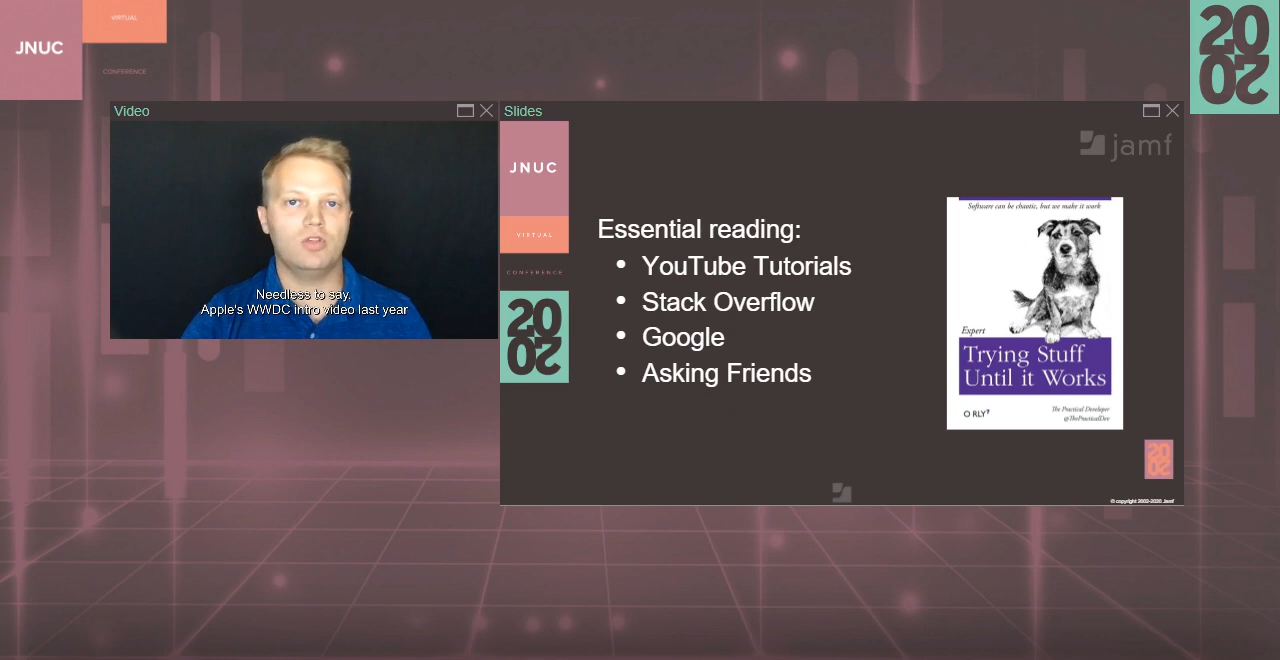 JNUC
VIRTUAL
CONFERENCE
2020
Video
Needless to say,
Apple's WWDC intro video last year
Slides
JNUC
VIRTUAL
CONFERENCE
2020
jamf
Essential reading:
• YouTube Tutorials
• Stack Overflow
• Google
• Asking Friends
Software can be chaotic, but we make it work
Expert
Trying Stuff
Until it Works
O RLY?
The Practical Developer
@ThePracticalDev
2020
© copyright 2002-2020 Jamf